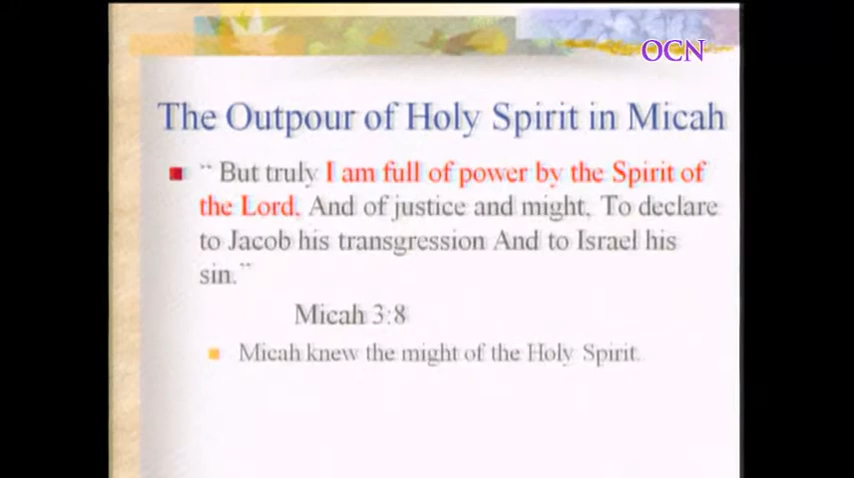 OCN
The Outpour of Holy Spirit in Micah
¨ But truly I am full of power by the Spirit of
the Lord, And of justice and might, To declare
to Jacob his transgression And to Israel his
sin.¨
Micah 3:8
Micah knew the might of the Holy Spirit.